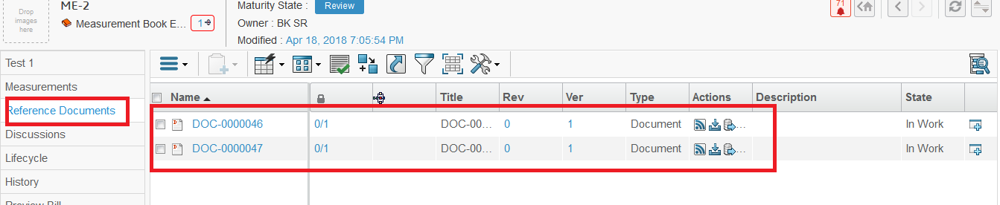 Drop
images
here
ME-2
Measurement Book E...
1
Maturity State : Review
Owner : BK SR
Modified : Apr 18, 2018 7:05:54 PM
71
Test 1
Measurements
Reference Documents
Discussions
Lifecycle
History
Preview Bill
Name Title Rev Ver Type Actions Description State
DOC-0000046 0/1 DOC-00... 0 1 Document ... In Work
DOC-0000047 0/1 DOC-00... 0 1 Document ... In Work